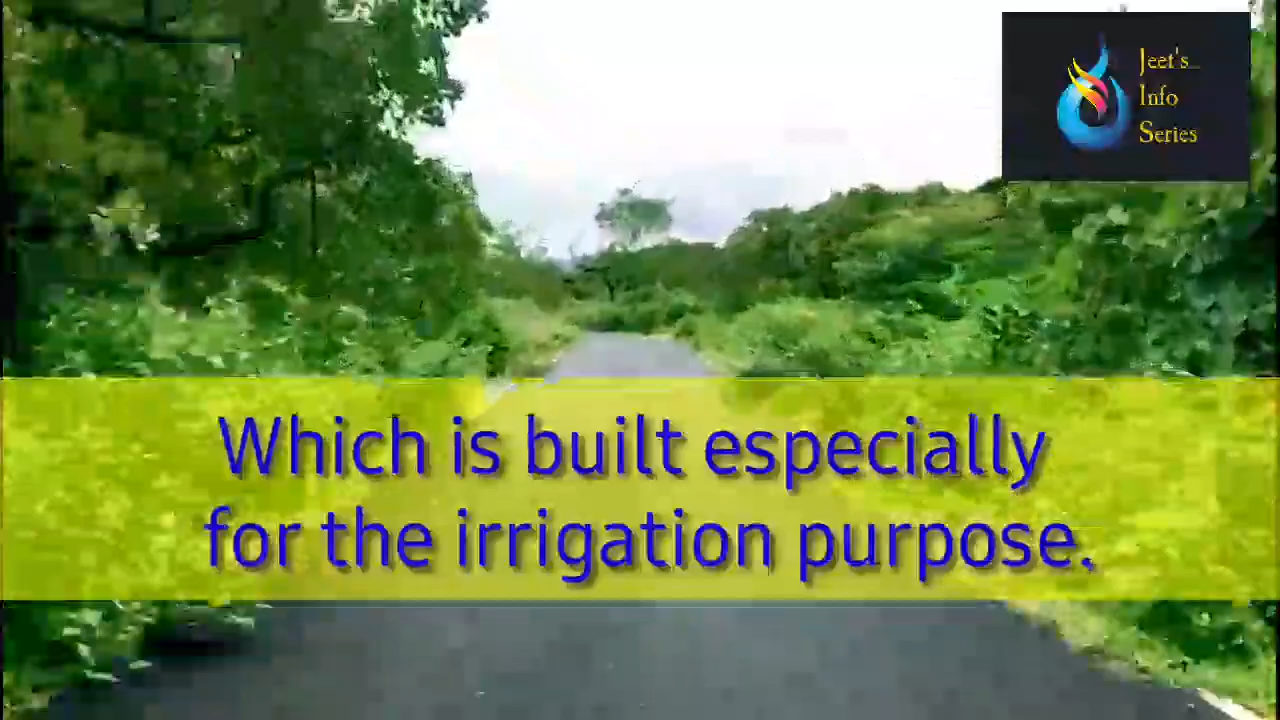 Jeet's...
Info
Series
Which is built especially
for the irrigation purpose.